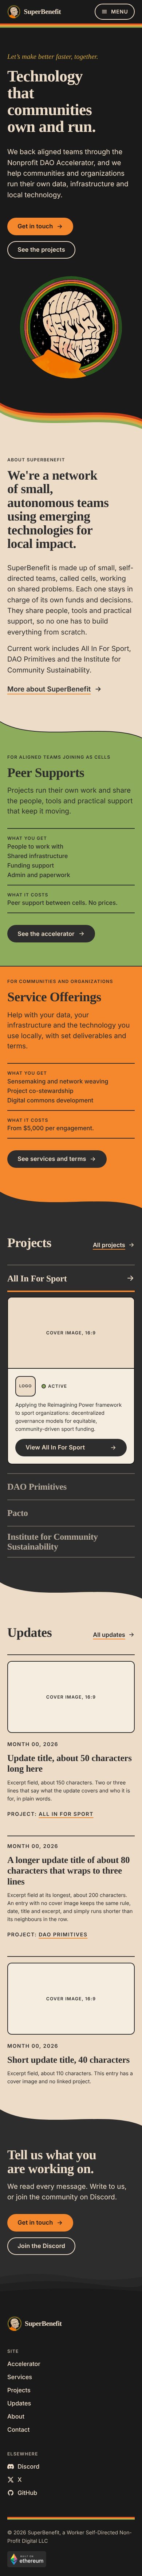 SuperBenefit
MENU
Let's make better faster, together.
Technology
that
communities
own and run.
We back aligned teams through the
Nonprofit DAO Accelerator, and we
help communities and organizations
run their own data, infrastructure and
local technology.
Get in touch →
See the projects
ABOUT SUPERBENEFIT
We're a network
of small,
autonomous teams
using emerging
technologies for
local impact.
SuperBenefit is made up of small, self-
directed teams, called cells, working
on shared problems. Each one stays in
charge of its own funds and decisions.
They share people, tools and practical
support, so no one has to build
everything from scratch.
Current work includes All In For Sport,
DAO Primitives and the Institute for
Community Sustainability.
More about SuperBenefit →
FOR ALIGNED TEAMS JOINING AS CELLS
Peer Supports
Projects run their own work and share
the people, tools and practical support
that keep it moving.
WHAT YOU GET
People to work with
Shared infrastructure
Funding support
Admin and paperwork
WHAT IT COSTS
Peer support between cells. No prices.
See the accelerator →
FOR COMMUNITIES AND ORGANIZATIONS
Service Offerings
Help with your data, your
infrastructure and the technology you
use locally, with set deliverables and
terms.
WHAT YOU GET
Sensemaking and network weaving
Project co-stewardship
Digital commons development
WHAT IT COSTS
From $5,000 per engagement.
See services and terms →
Projects
All projects →
All In For Sport →
COVER IMAGE, 16:9
LOGO
ACTIVE
Applying the Reimagining Power framework
to sport organizations: decentralized
governance models for equitable,
community-driven sport funding.
View All In For Sport →
DAO Primitives
Pacto
Institute for Community
Sustainability
Updates
All updates →
COVER IMAGE, 16:9
MONTH 00, 2026
Update title, about 50 characters
long here
Excerpt field, about 150 characters. Two or three
lines that say what the update covers and who it is
for, in plain words.
PROJECT: ALL IN FOR SPORT
MONTH 00, 2026
A longer update title of about 80
characters that wraps to three
lines
Excerpt field at its longest, about 200 characters.
An entry with no cover image keeps the same rule,
date, title and excerpt, and simply runs shorter than
its neighbours in the row.
PROJECT: DAO PRIMITIVES
COVER IMAGE, 16:9
MONTH 00, 2026
Short update title, 40 characters
Excerpt field, about 110 characters. This entry has a
cover image and no linked project.
Tell us what you
are working on.
We read every message. Write to us,
or join the community on Discord.
Get in touch →
Join the Discord
SuperBenefit
SITE
Accelerator
Services
Projects
Updates
About
Contact
ELSEWHERE
Discord
X
GitHub
© 2026 SuperBenefit, a Worker Self-Directed Non-
Profit Digital LLC
ethereum